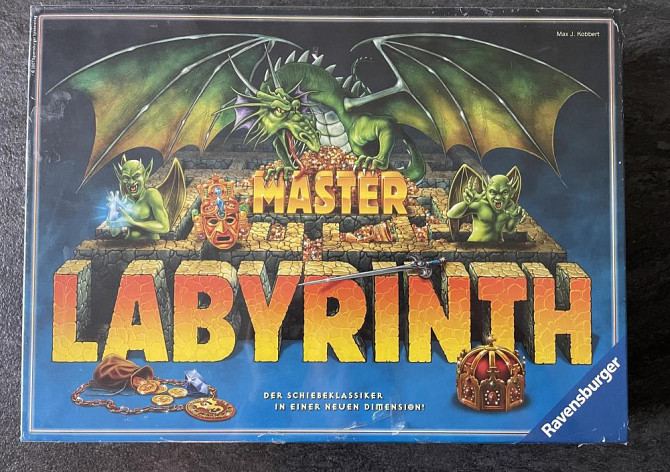 Max J. Kobbert
MASTER
LABYRINTH
DER SCHIEBEKLASSIKER
IN EINER NEUEN DIMENSION!
Ravensburger